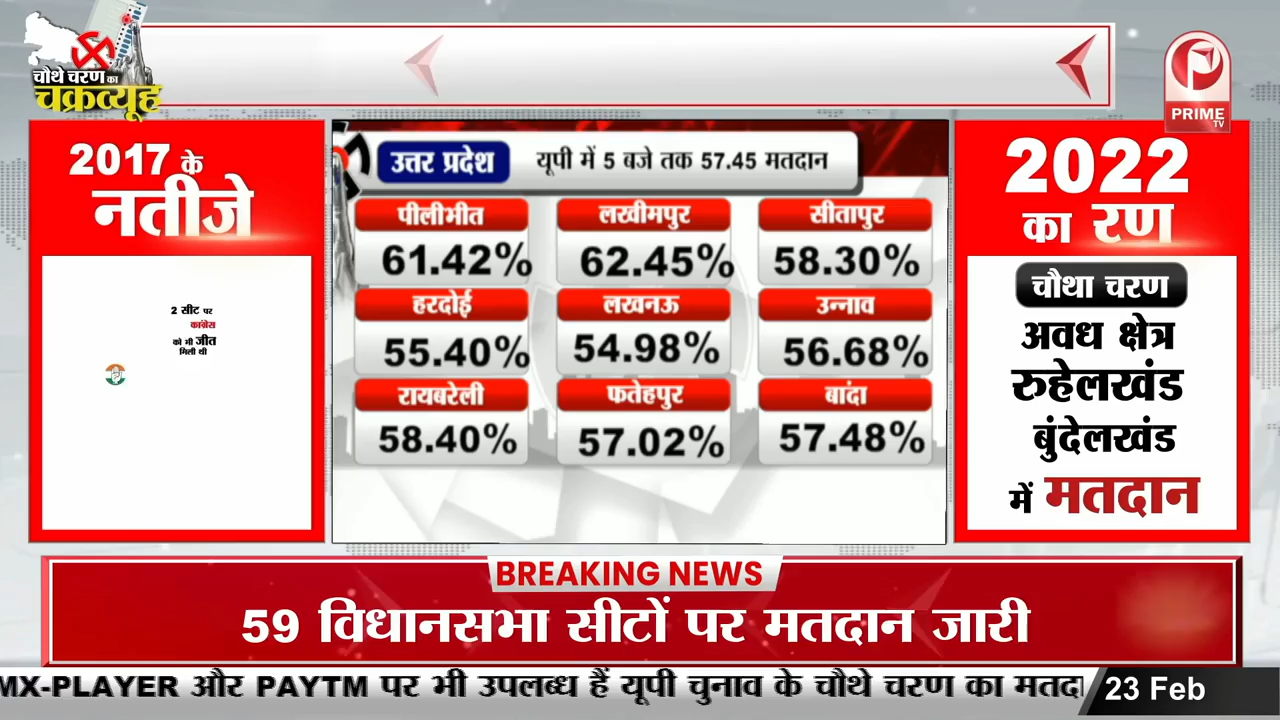 चौथे चरण का
चक्रव्यूह
PRIME
TV
2017 के
नतीजे
2 सीट पर
कांग्रेस
को भी जीत
मिली थी
उत्तर प्रदेश
यूपी में 5 बजे तक 57.45 मतदान
पीलीभीत
61.42%
लखीमपुर
62.45%
सीतापुर
58.30%
हरदोई
55.40%
लखनऊ
54.98%
उन्नाव
56.68%
रायबरेली
58.40%
फतेहपुर
57.02%
बांदा
57.48%
2022
का रण
चौथा चरण
अवध क्षेत्र
रुहेलखंड
बुंदेलखंड
में मतदान
BREAKING NEWS
59 विधानसभा सीटों पर मतदान जारी
MX-PLAYER और PAYTM पर भी उपलब्ध हैं यूपी चुनाव के चौथे चरण का मतदा
23 Feb